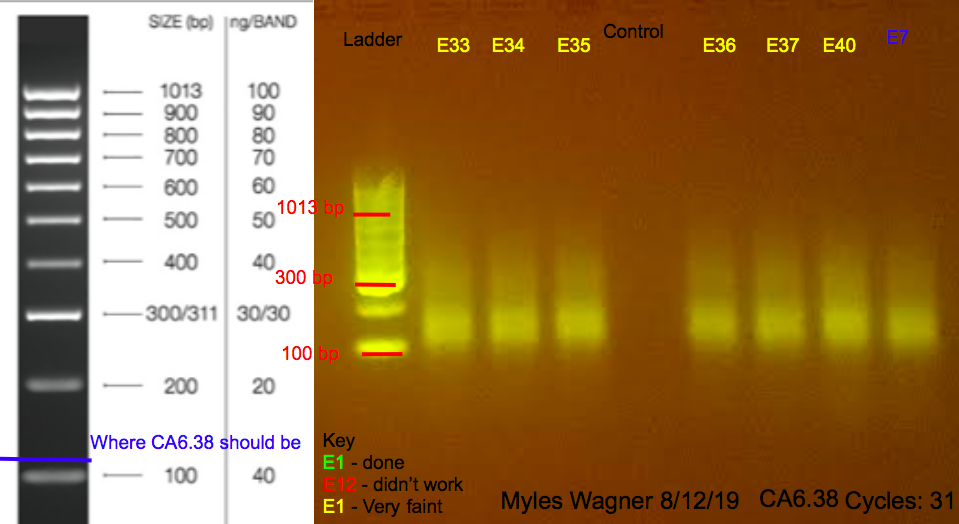 SIZE (bp) ng/BAND
1013 100
900 90
800 80
700 70
600 60
500 50
400 40
300/311 30/30
200 20
Where CA6.38 should be
100 40
Ladder E33 E34 E35 Control E36 E37 E40 E7
1013 bp
300 bp
100 bp
Key
E1 - done
E12 - didn't work
E1 - Very faint
Myles Wagner 8/12/19 CA6.38 Cycles: 31